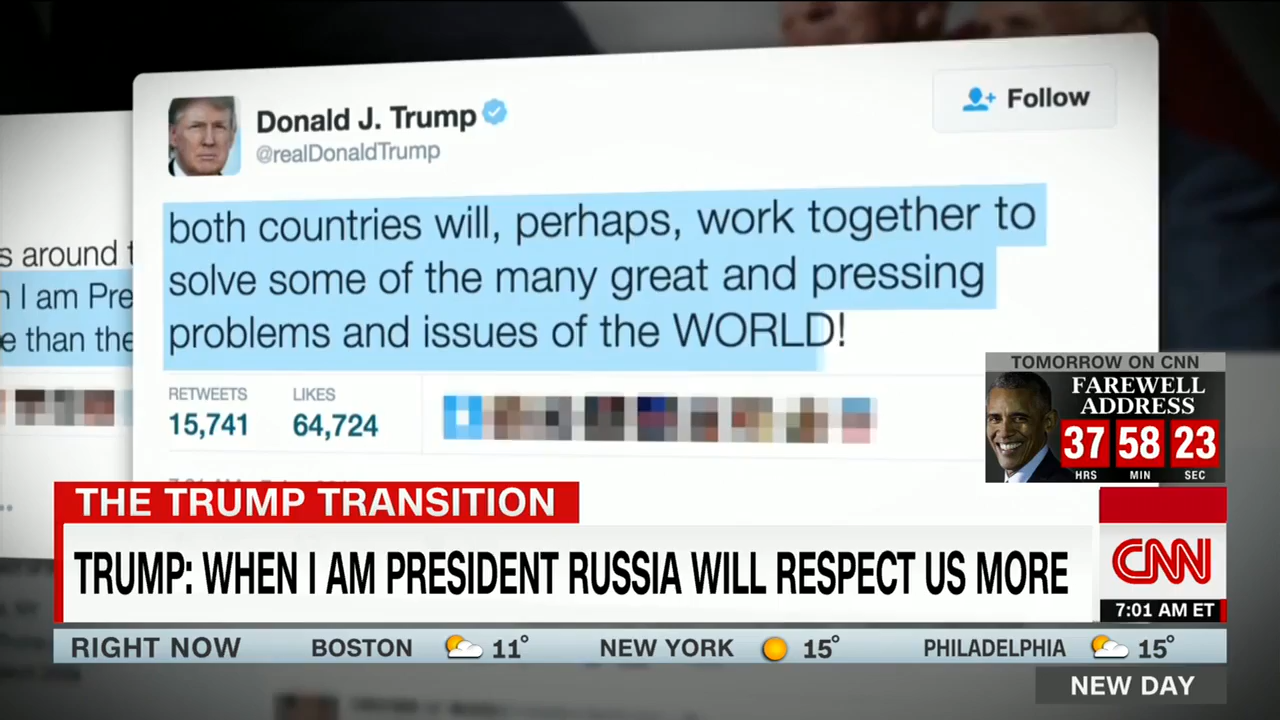 Donald J. Trump
@realDonaldTrump
Follow
both countries will, perhaps, work together to
solve some of the many great and pressing
problems and issues of the WORLD!
RETWEETS LIKES
15,741 64,724
s around
I am Pre
e than the
TOMORROW ON CNN
FAREWELL
ADDRESS
37 58 23
HRS MIN SEC
THE TRUMP TRANSITION
TRUMP: WHEN I AM PRESIDENT RUSSIA WILL RESPECT US MORE
CNN
7:01 AM ET
RIGHT NOW BOSTON 11° NEW YORK 15° PHILADELPHIA 15°
NEW DAY